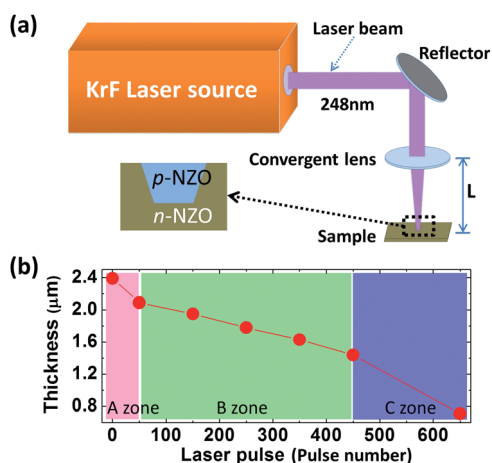 (a)
Laser beam
Reflector
KrF Laser source
248nm
Convergent lens
L
p-NZO
n-NZO
Sample
(b)
Thickness (μm)
2.4
2.0
1.6
1.2
0.8
A zone
B zone
C zone
0 100 200 300 400 500 600
Laser pulse (Pulse number)